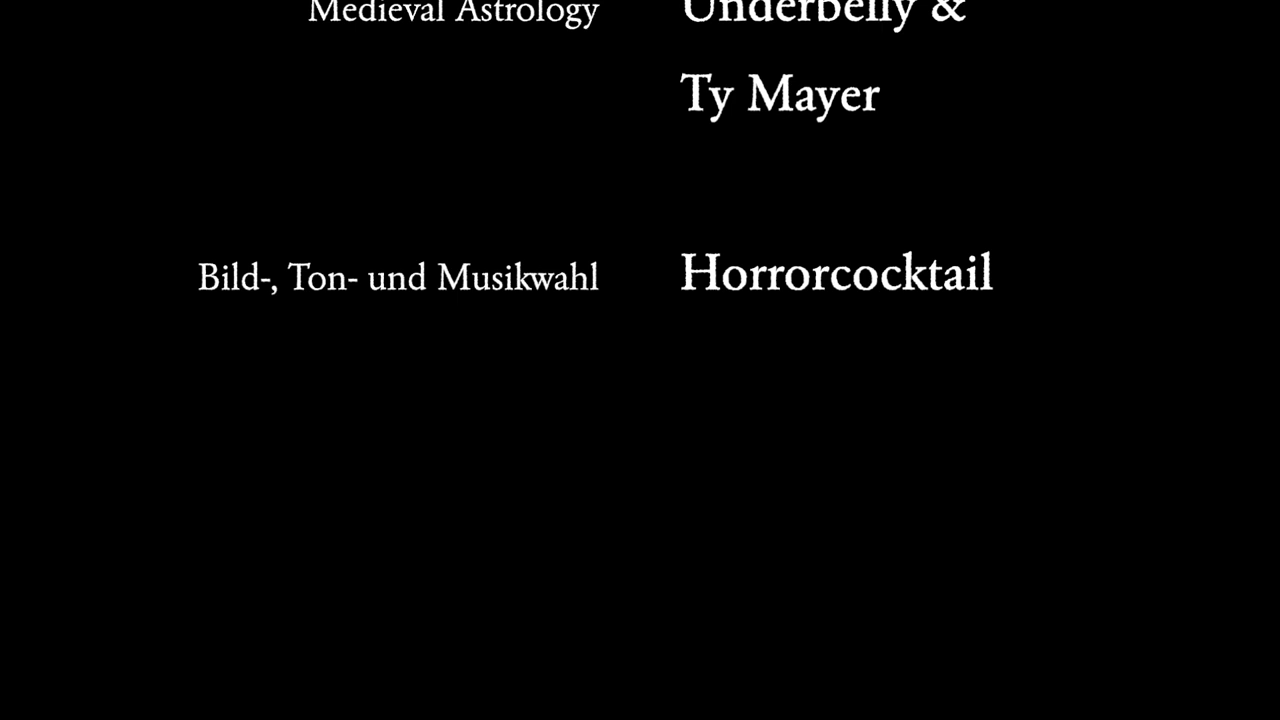 Medieval Astrology Underbelly &
Ty Mayer
Bild-, Ton- und Musikwahl Horrorcocktail